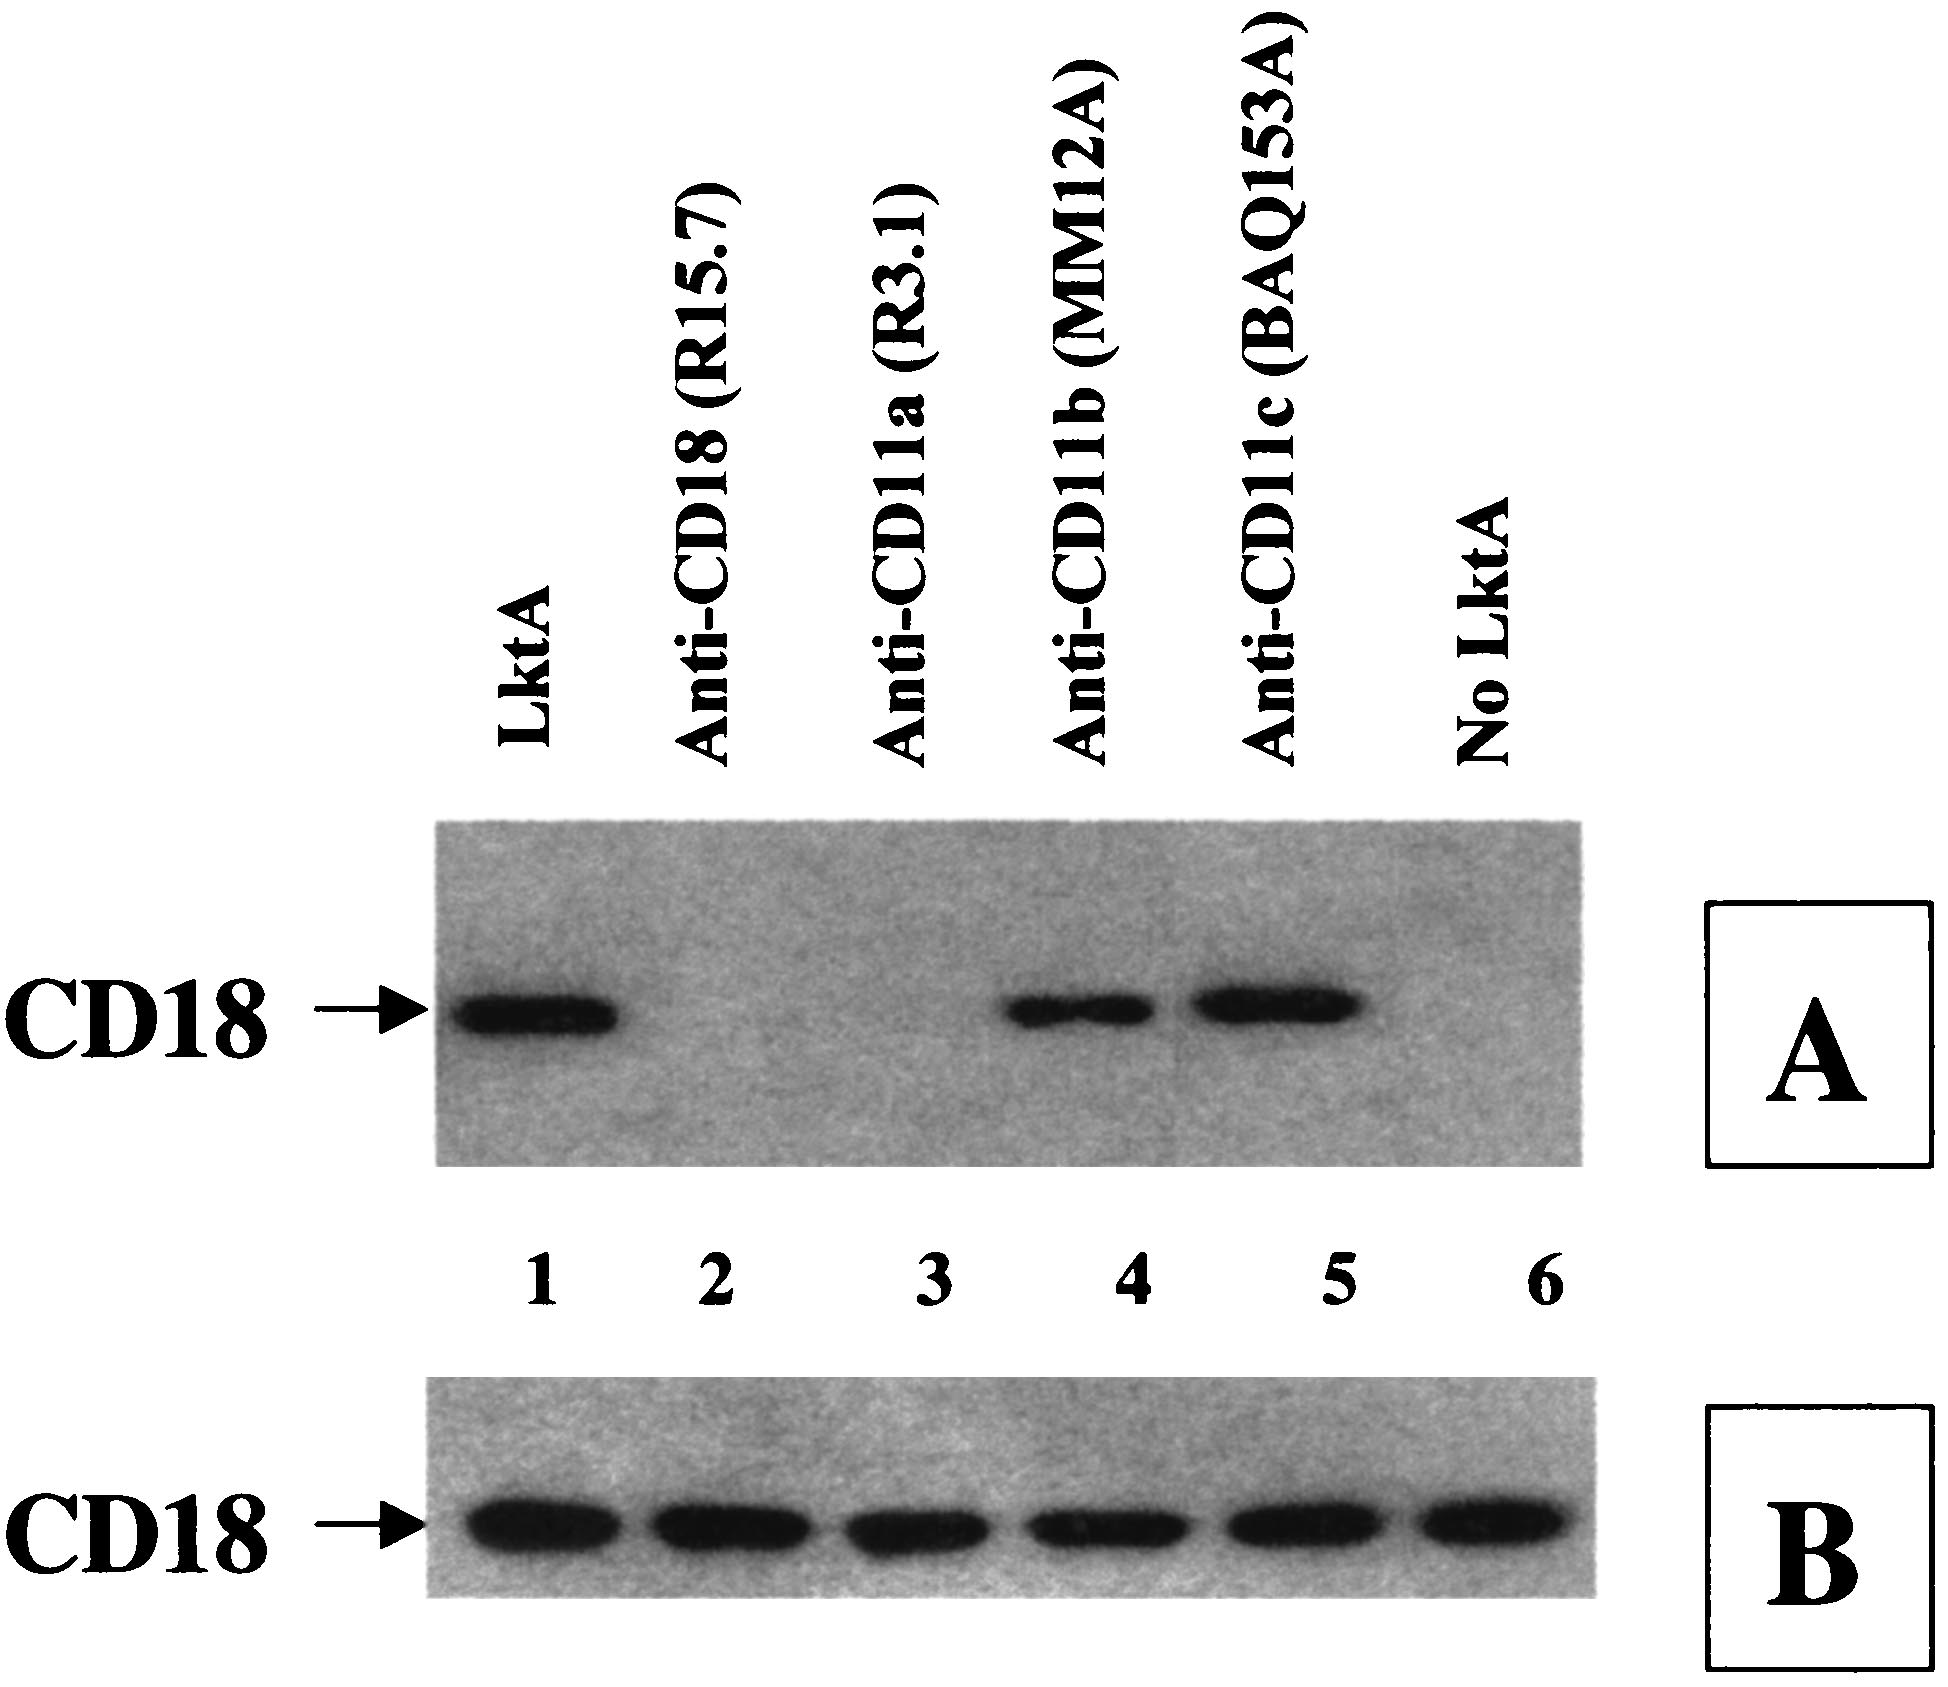 LktA
Anti-CD18 (R15.7)
Anti-CD11a (R3.1)
Anti-CD11b (MM12A)
Anti-CD11c (BAQ153A)
No LktA
CD18
A
1 2 3 4 5 6
CD18
B